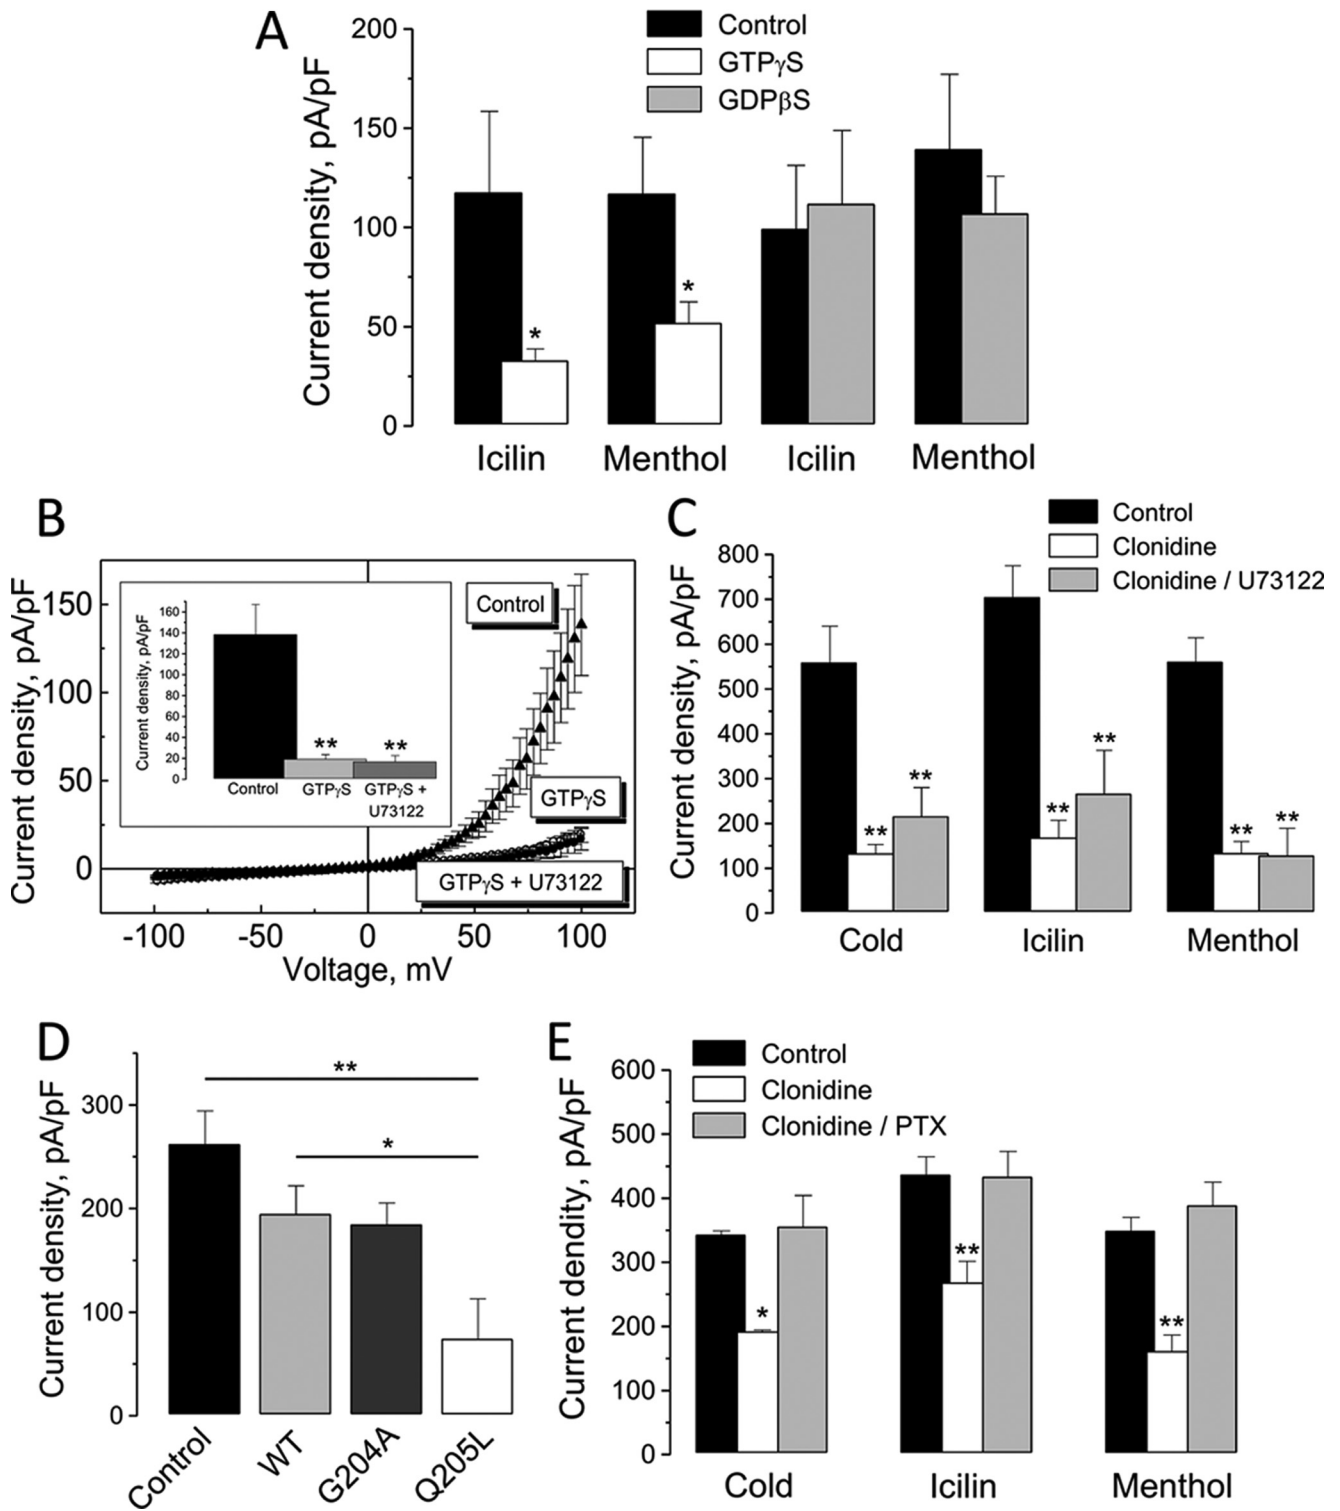 A
Current density, pA/pF
200
150
100
50
0
Control
GTPγS
GDPβS
*
*
Icilin
Menthol
Icilin
Menthol
B
Current density, pA/pF
150
100
50
0
Current density, pA/pF
160
140
120
100
80
60
40
20
0
**
**
Control
GTPγS
GTPγS +
U73122
Control
GTPγS
GTPγS + U73122
-100
-50
0
50
100
Voltage, mV
C
Current density, pA/pF
800
700
600
500
400
300
200
100
0
Control
Clonidine
Clonidine / U73122
**
**
**
**
**
**
Cold
Icilin
Menthol
D
Current density, pA/pF
300
200
100
0
**
*
Control
WT
G204A
Q205L
E
Current dendity, pA/pF
600
500
400
300
200
100
0
Control
Clonidine
Clonidine / PTX
*
**
**
Cold
Icilin
Menthol